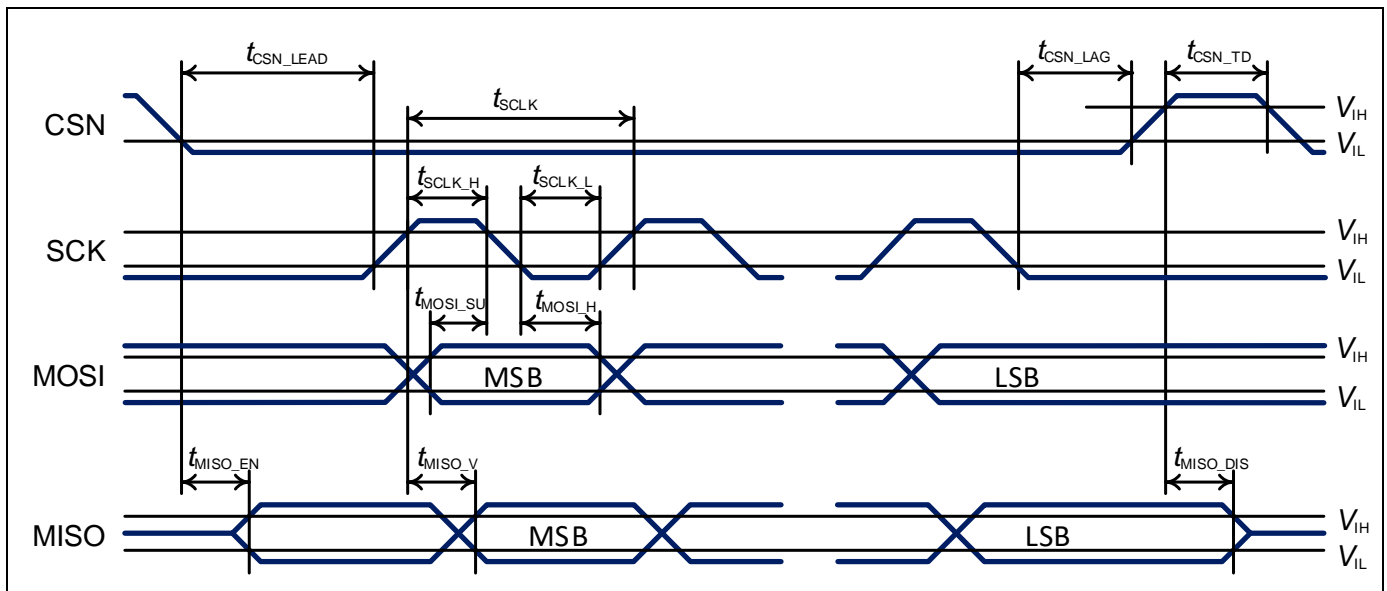 tCSN_LEAD tCSN_LAG tCSN_TD
tSCLK
CSN VIH
VIL
tSCLK_H tSCLK_L
SCK VIH
VIL
tMOSI_SU tMOSI_H
MOSI MSB LSB VIH
VIL
tMISO_EN tMISO_V tMISO_DIS
MISO MSB LSB VIH
VIL